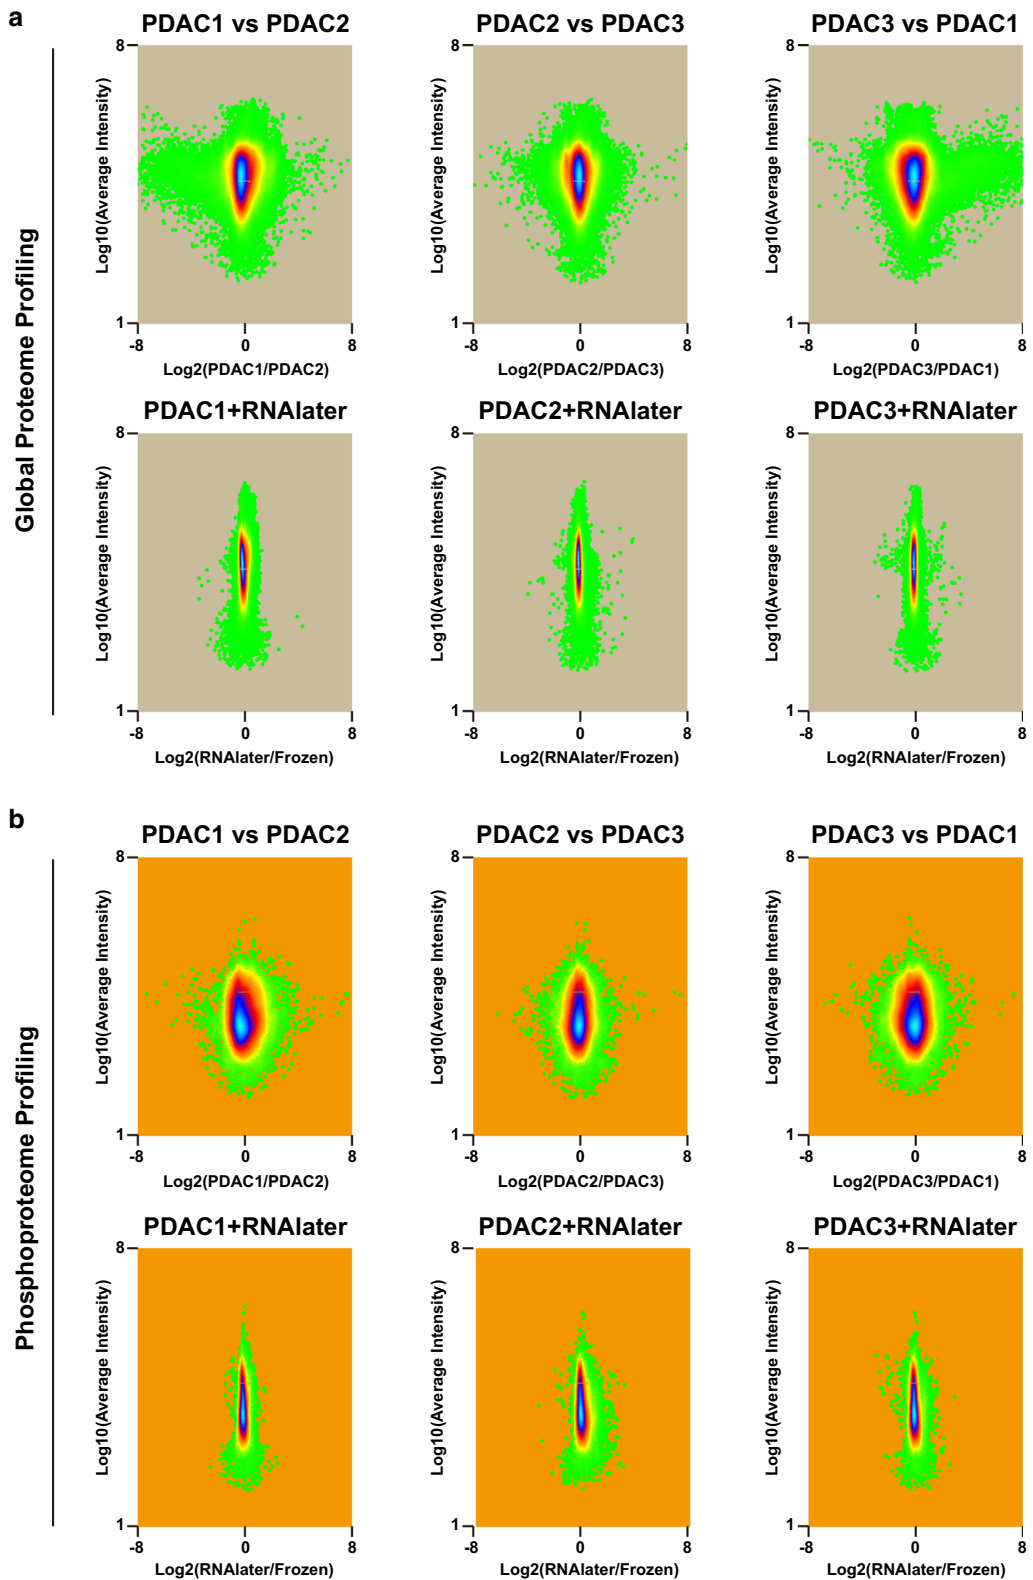 a
Global Proteome Profiling
PDAC1 vs PDAC2
8
Log10(Average Intensity)
1
-8 0 8
Log2(PDAC1/PDAC2)
PDAC2 vs PDAC3
8
Log10(Average Intensity)
1
-8 0 8
Log2(PDAC2/PDAC3)
PDAC3 vs PDAC1
8
Log10(Average Intensity)
1
-8 0 8
Log2(PDAC3/PDAC1)
PDAC1+RNAlater
8
Log10(Average Intensity)
1
-8 0 8
Log2(RNAlater/Frozen)
PDAC2+RNAlater
8
Log10(Average Intensity)
1
-8 0 8
Log2(RNAlater/Frozen)
PDAC3+RNAlater
8
Log10(Average Intensity)
1
-8 0 8
Log2(RNAlater/Frozen)
b
Phosphoproteome Profiling
PDAC1 vs PDAC2
8
Log10(Average Intensity)
1
-8 0 8
Log2(PDAC1/PDAC2)
PDAC2 vs PDAC3
8
Log10(Average Intensity)
1
-8 0 8
Log2(PDAC2/PDAC3)
PDAC3 vs PDAC1
8
Log10(Average Intensity)
1
-8 0 8
Log2(PDAC3/PDAC1)
PDAC1+RNAlater
8
Log10(Average Intensity)
1
-8 0 8
Log2(RNAlater/Frozen)
PDAC2+RNAlater
8
Log10(Average Intensity)
1
-8 0 8
Log2(RNAlater/Frozen)
PDAC3+RNAlater
8
Log10(Average Intensity)
1
-8 0 8
Log2(RNAlater/Frozen)